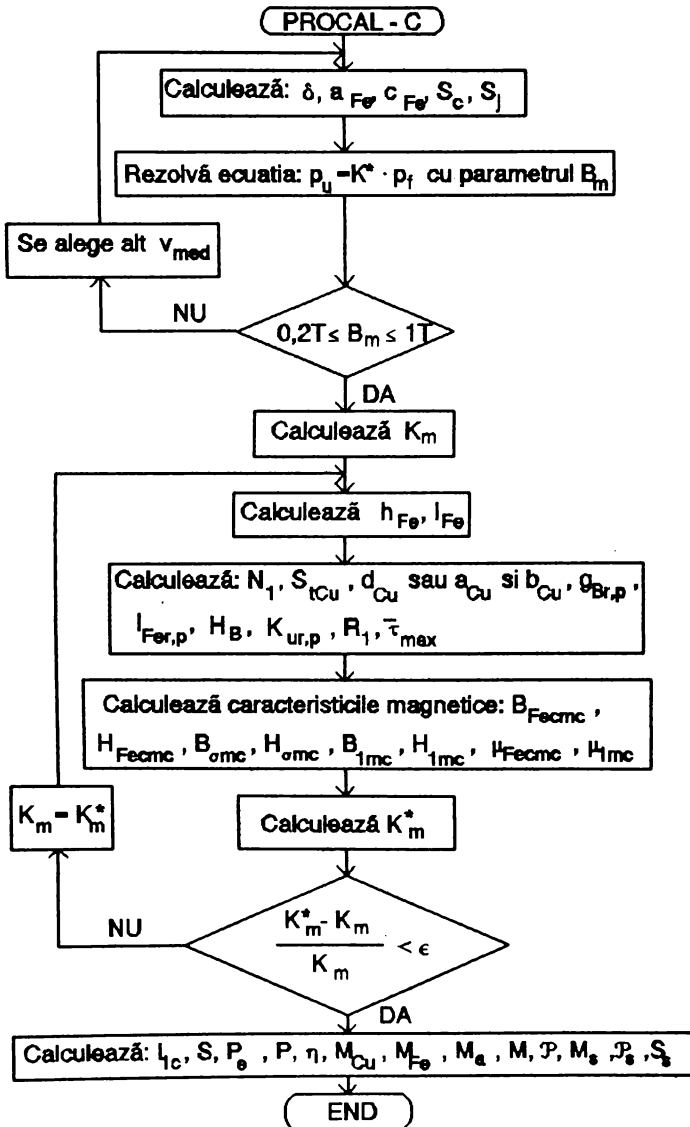 PROCAL - C
Calculează: δ, a_Fe, c_Fe, S_c, S_j
Rezolvă ecuatia: p_u = K* · p_f cu parametrul B_m
Se alege alt v_med
NU
0,2T ≤ B_m ≤ 1T
DA
Calculează K_m
Calculează h_Fe, l_Fe
Calculează: N_1, S_tCu, d_Cu sau a_Cu si b_Cu, g_Br,p,
l_Fer,p, H_B, K_ur,p, R_1, τ̅_max
Calculează caracteristicile magnetice: B_Fecmc,
H_Fecmc, B_σmc, H_σmc, B_1mc, H_1mc, μ_Fecmc, μ_1mc
K_m = K*_m
Calculează K*_m
NU
K*_m - K_m
K_m
< ϵ
DA
Calculează: I_1c, S, P_e, P, η, M_Cu, M_Fe, M_a, M, 𝒫, M_s, 𝒫_s, S_s
END